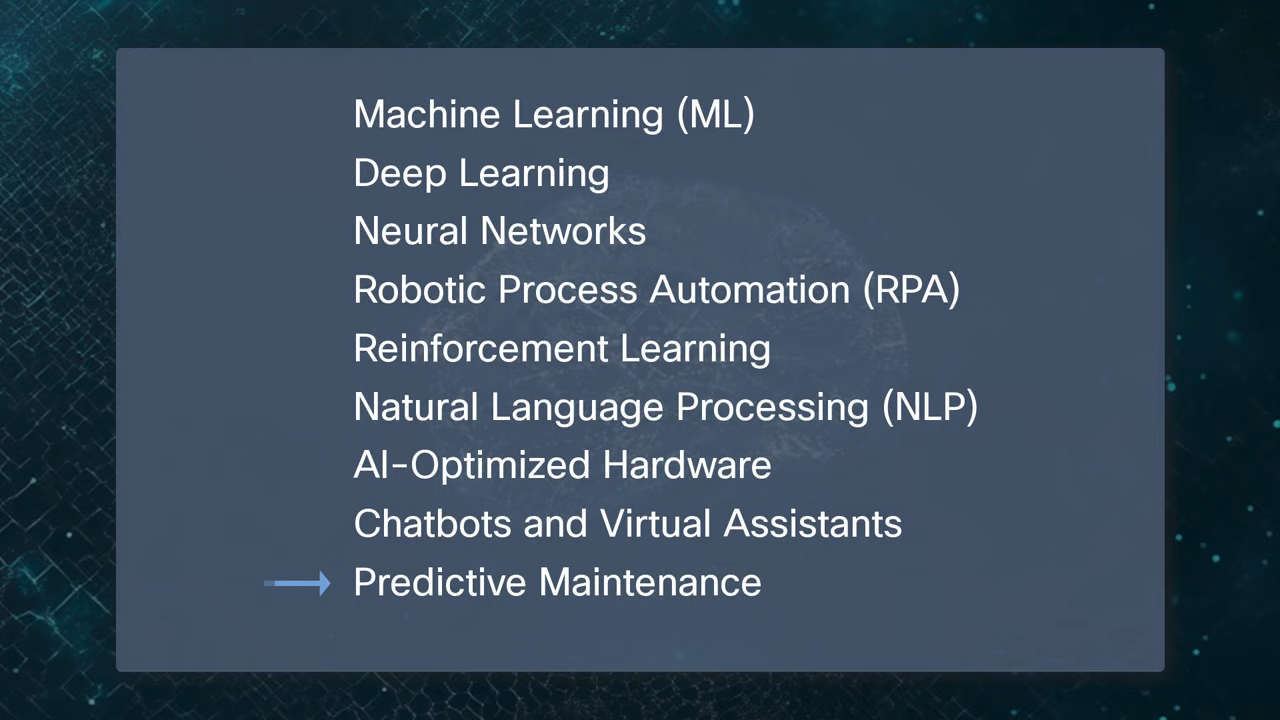 Machine Learning (ML)
Deep Learning
Neural Networks
Robotic Process Automation (RPA)
Reinforcement Learning
Natural Language Processing (NLP)
AI-Optimized Hardware
Chatbots and Virtual Assistants
Predictive Maintenance